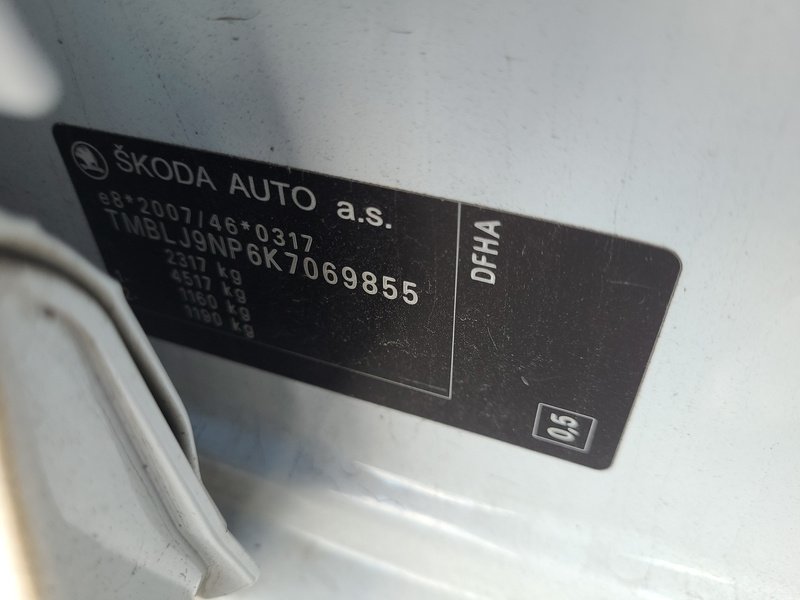 ŠKODA AUTO a.s.
e8*2007/46*0317
TMBLJ9NP6K7069855
2317 kg
4517 kg
1160 kg
1190 kg
DFHA
0,5